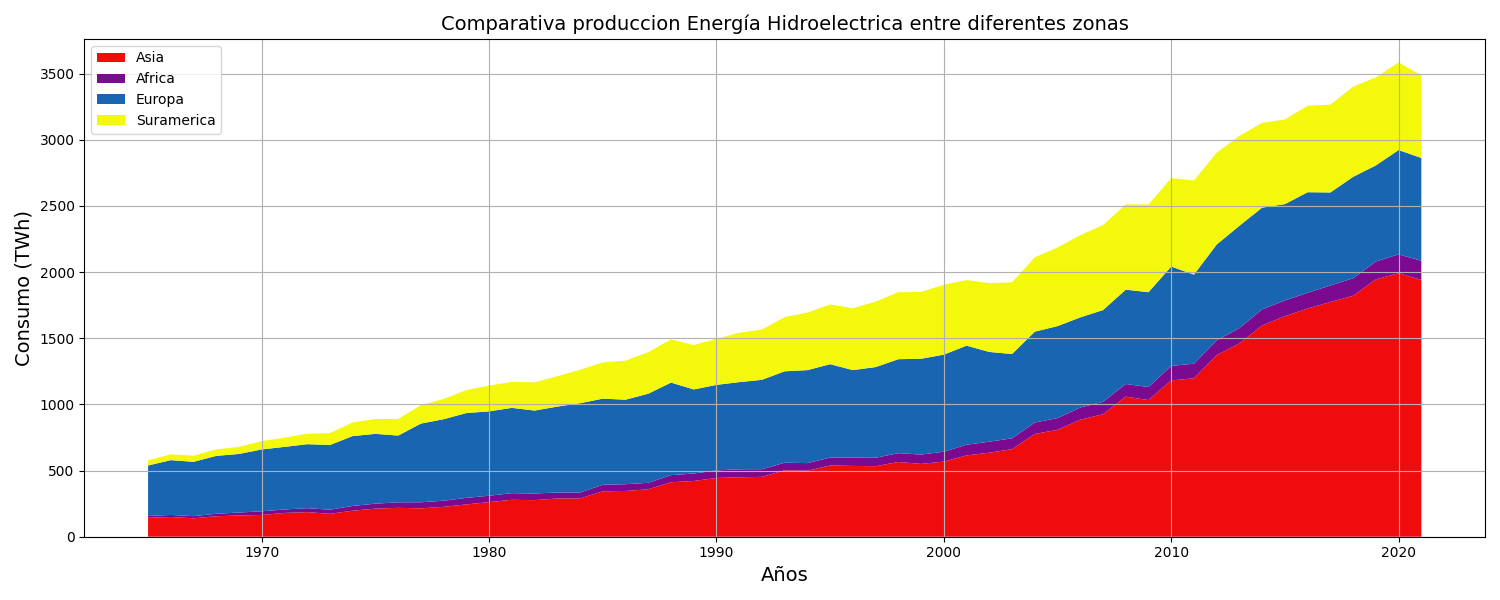 Comparativa produccion Energía Hidroelectrica entre diferentes zonas
Asia
Africa
Europa
Suramerica
Consumo (TWh)
3500
3000
2500
2000
1500
1000
500
0
1970 1980 1990 2000 2010 2020
Años